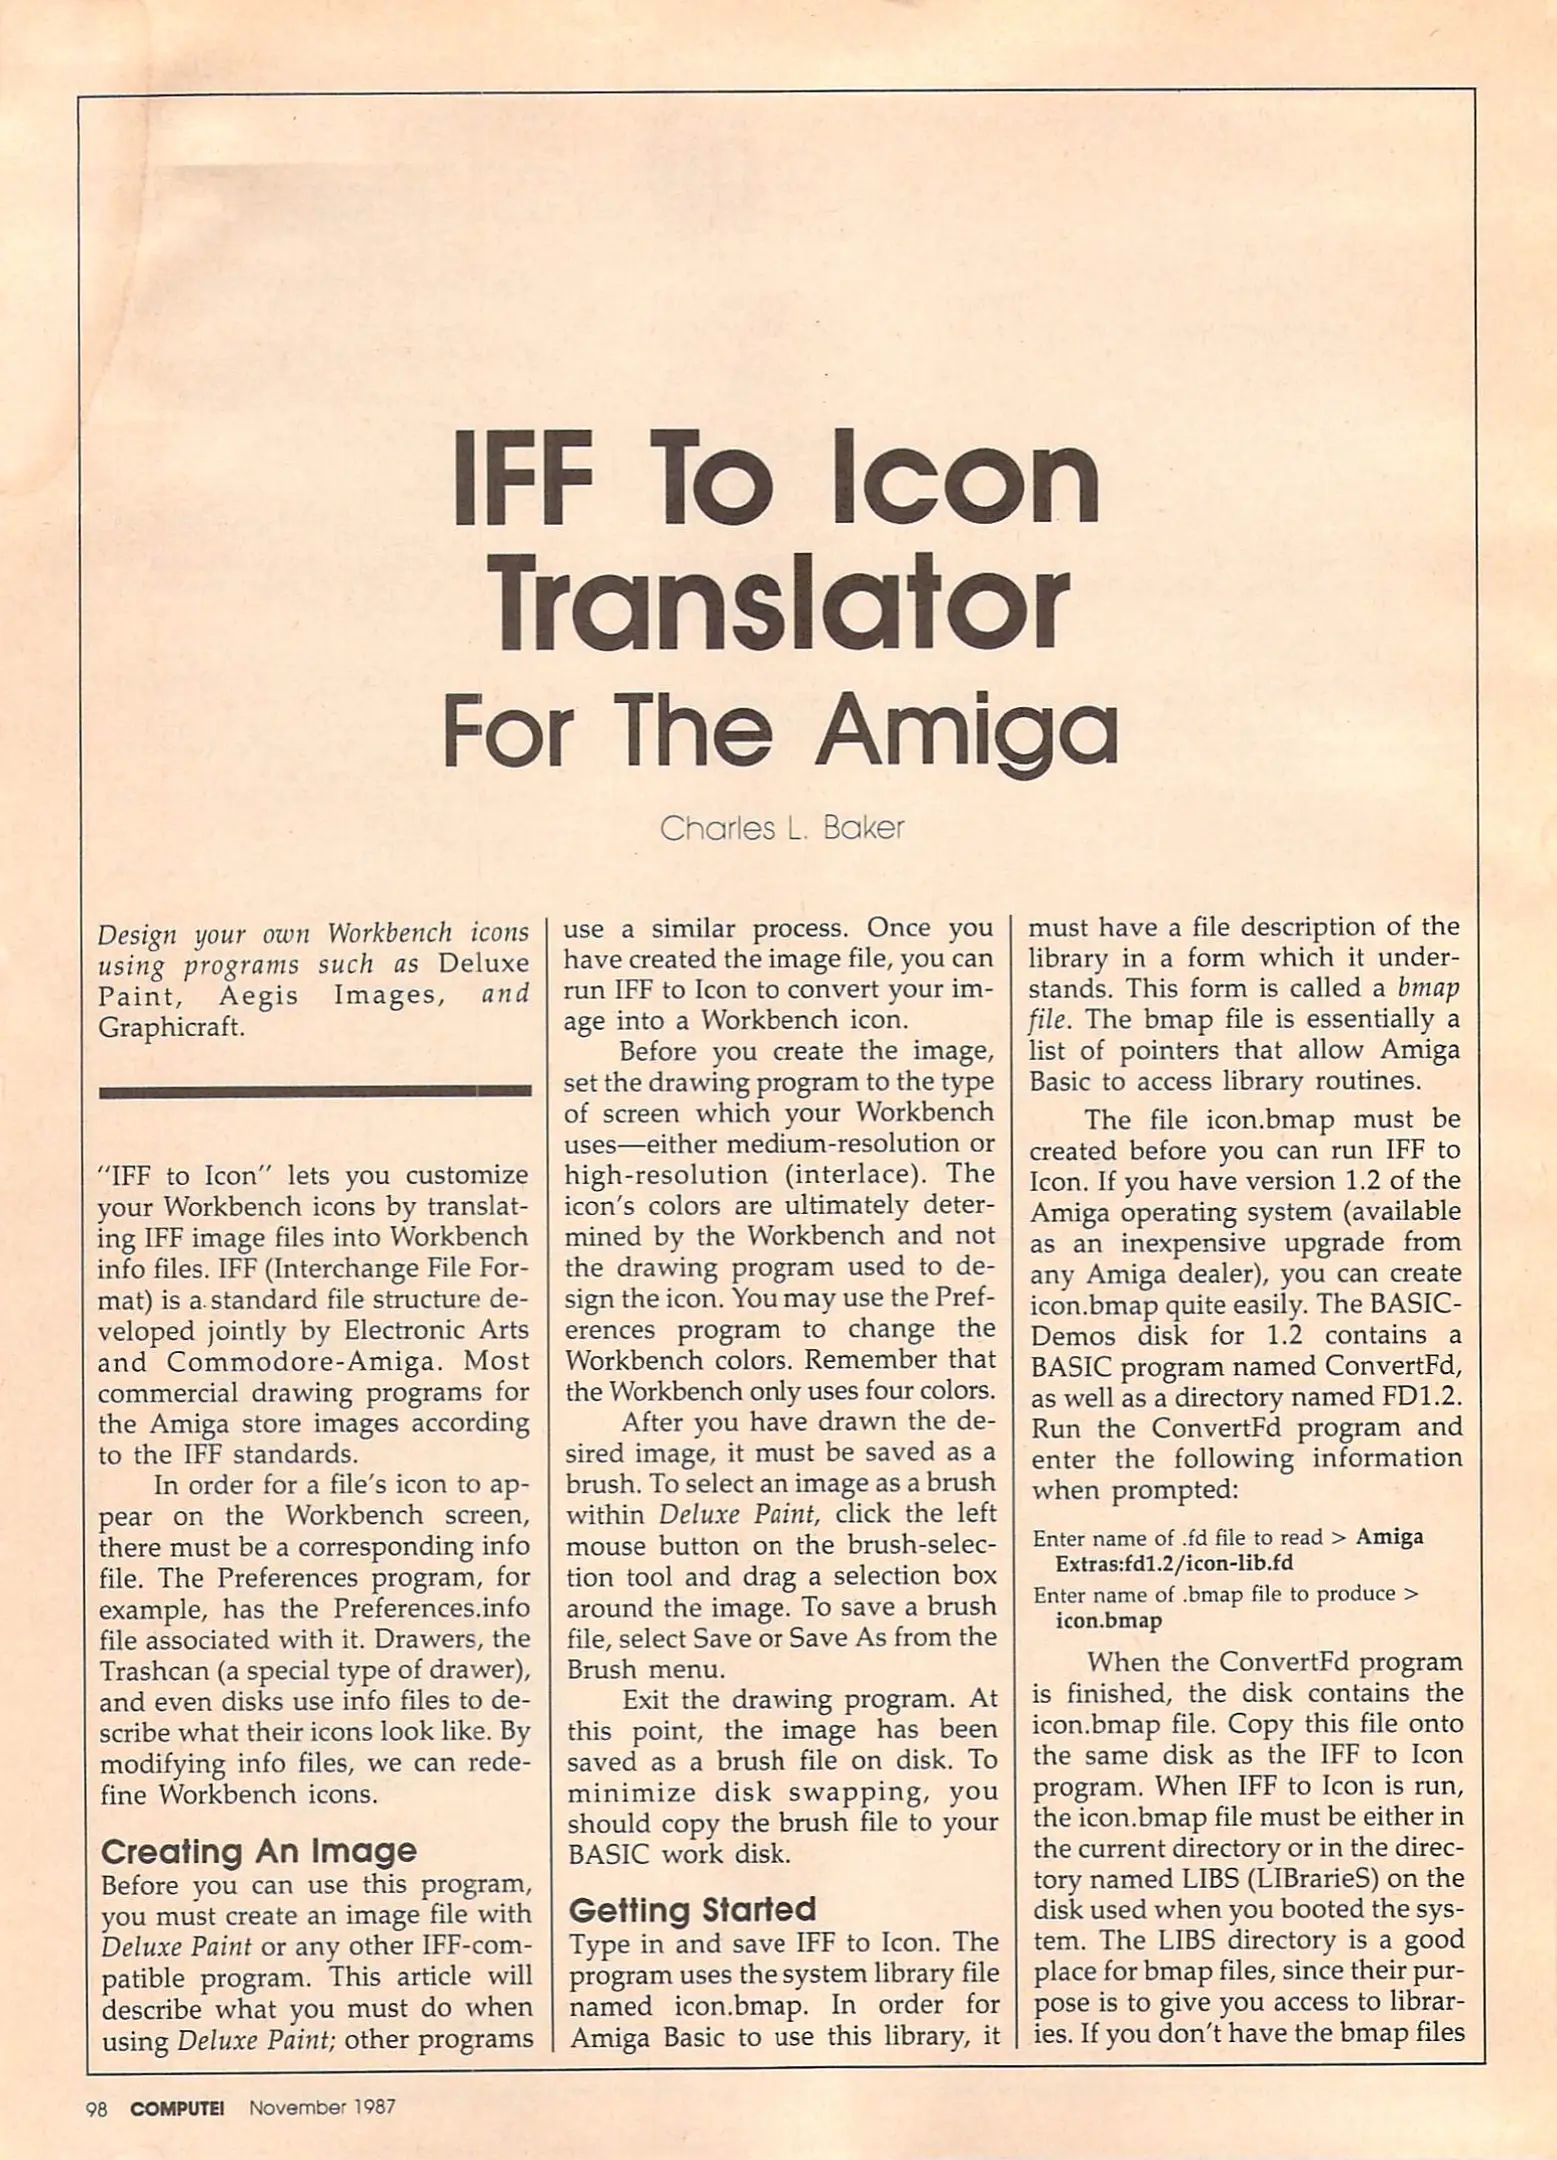 IFF To Icon
Translator
For The Amiga
Charles L. Baker
Design your own Workbench icons
using programs such as Deluxe
Paint, Aegis Images, and
Graphicraft.
"IFF to Icon" lets you customize
your Workbench icons by translat-
ing IFF image files into Workbench
info files. IFF (Interchange File For-
mat) is a standard file structure de-
veloped jointly by Electronic Arts
and Commodore-Amiga. Most
commercial drawing programs for
the Amiga store images according
to the IFF standards.
In order for a file's icon to ap-
pear on the Workbench screen,
there must be a corresponding info
file. The Preferences program, for
example, has the Preferences.info
file associated with it. Drawers, the
Trashcan (a special type of drawer),
and even disks use info files to de-
scribe what their icons look like. By
modifying info files, we can rede-
fine Workbench icons.
Creating An Image
Before you can use this program,
you must create an image file with
Deluxe Paint or any other IFF-com-
patible program. This article will
describe what you must do when
using Deluxe Paint; other programs
use a similar process. Once you
have created the image file, you can
run IFF to Icon to convert your im-
age into a Workbench icon.
Before you create the image,
set the drawing program to the type
of screen which your Workbench
uses—either medium-resolution or
high-resolution (interlace). The
icon's colors are ultimately deter-
mined by the Workbench and not
the drawing program used to de-
sign the icon. You may use the Pref-
erences program to change the
Workbench colors. Remember that
the Workbench only uses four colors.
After you have drawn the de-
sired image, it must be saved as a
brush. To select an image as a brush
within Deluxe Paint, click the left
mouse button on the brush-selec-
tion tool and drag a selection box
around the image. To save a brush
file, select Save or Save As from the
Brush menu.
Exit the drawing program. At
this point, the image has been
saved as a brush file on disk. To
minimize disk swapping, you
should copy the brush file to your
BASIC work disk.
Getting Started
Type in and save IFF to Icon. The
program uses the system library file
named icon.bmap. In order for
Amiga Basic to use this library, it
must have a file description of the
library in a form which it under-
stands. This form is called a bmap
file. The bmap file is essentially a
list of pointers that allow Amiga
Basic to access library routines.
The file icon.bmap must be
created before you can run IFF to
Icon. If you have version 1.2 of the
Amiga operating system (available
as an inexpensive upgrade from
any Amiga dealer), you can create
icon.bmap quite easily. The BASIC-
Demos disk for 1.2 contains a
BASIC program named ConvertFd,
as well as a directory named FD1.2.
Run the ConvertFd program and
enter the following information
when prompted:
Enter name of .fd file to read > Amiga
Extras:fd1.2/icon-lib.fd
Enter name of .bmap file to produce >
icon.bmap
When the ConvertFd program
is finished, the disk contains the
icon.bmap file. Copy this file onto
the same disk as the IFF to Icon
program. When IFF to Icon is run,
the icon.bmap file must be either in
the current directory or in the direc-
tory named LIBS (LIBrarieS) on the
disk used when you booted the sys-
tem. The LIBS directory is a good
place for bmap files, since their pur-
pose is to give you access to librar-
ies. If you don't have the bmap files
98 COMPUTE! November 1987